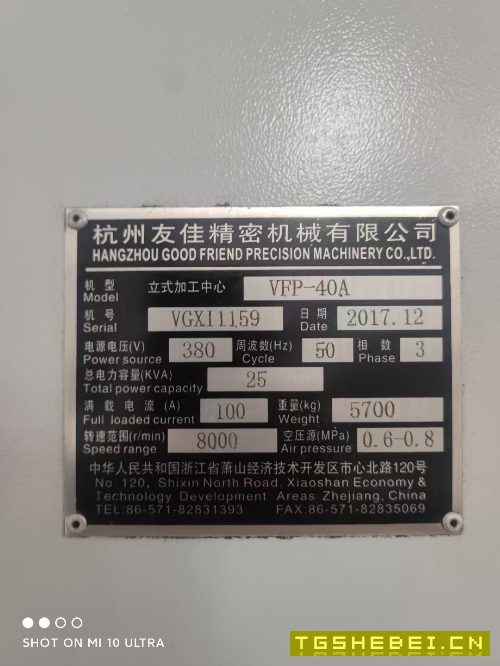 杭州友佳精密机械有限公司
HANGZHOU GOOD FRIEND PRECISION MACHINERY CO.,LTD.
机型 Model 立式加工中心 VFP-40A
机号 Serial VGXI1159 日期 Date 2017.12
电源电压(V) Power source 380 周波数(Hz) Cycle 50 相数 Phase 3
总电力容量(KVA) Total power capacity 25
满载电流(A) Full loaded current 100 重量(kg) Weight 5700
转速范围(r/min) Speed range 8000 空压源(MPa) Air pressure 0.6-0.8
中华人民共和国浙江省萧山经济技术开发区市心北路120号
No. 120, Shixin North Road. Xiaoshan Economy &
Technology Development Areas Zhejiang, China
TEL:86-571-82831393 FAX:86-571-82835069
SHOT ON MI 10 ULTRA
TGSHEBEI.CN